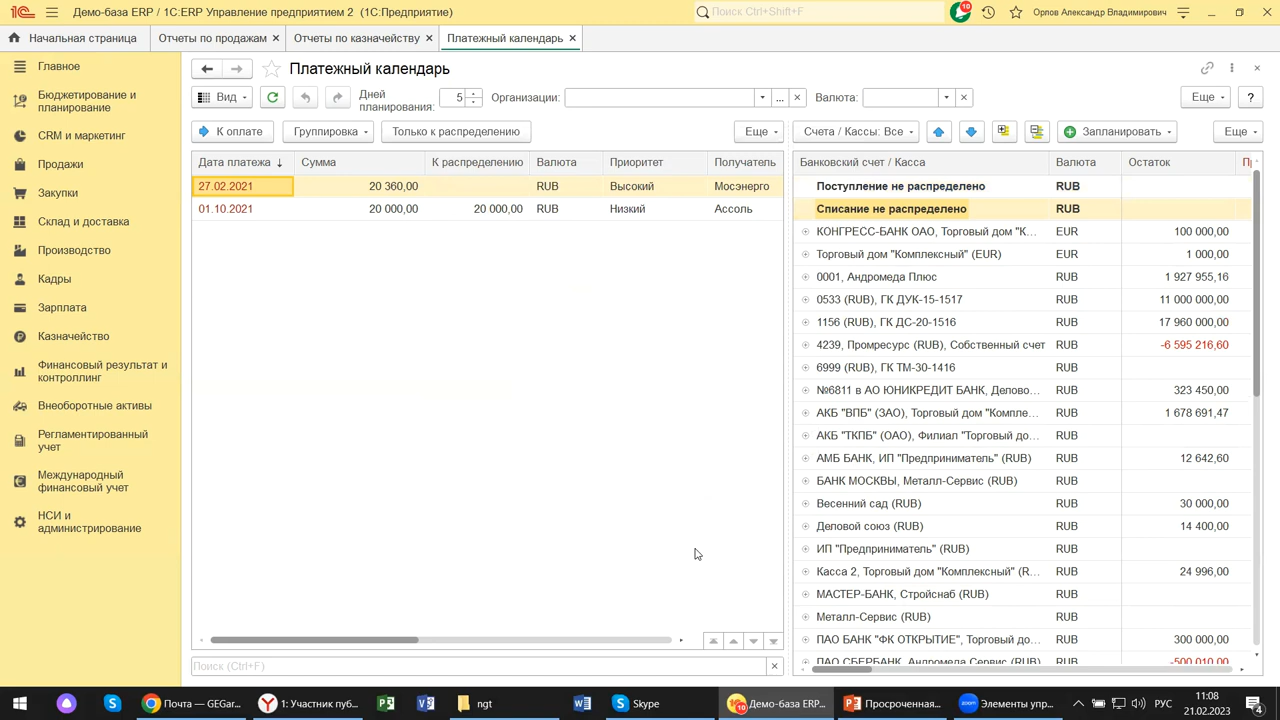 Демо-база ERP / 1С:ERP Управление предприятием 2 (1С:Предприятие)
Поиск Ctrl+Shift+F
10
Орлов Александр Владимирович
Начальная страница
Отчеты по продажам ×
Отчеты по казначейству ×
Платежный календарь ×
Главное
Бюджетирование и
планирование
CRM и маркетинг
Продажи
Закупки
Склад и доставка
Производство
Кадры
Зарплата
Казначейство
Финансовый результат и
контроллинг
Внеоборотные активы
Регламентированный
учет
Международный
финансовый учет
НСИ и
администрирование
Платежный календарь
Вид
Дней
планирования:
5
Организации:
...
Валюта:
Еще
?
К оплате
Группировка
Только к распределению
Еще
Счета / Кассы: Все
Запланировать
Еще
Дата платежа ↓ Сумма К распределению Валюта Приоритет Получатель
27.02.2021 20 360,00 RUB Высокий Мосэнерго
01.10.2021 20 000,00 20 000,00 RUB Низкий Ассоль
Поиск (Ctrl+F)
Банковский счет / Касса Валюта Остаток
Поступление не распределено RUB
Списание не распределено RUB
КОНГРЕСС-БАНК ОАО, Торговый дом "К... EUR 100 000,00
Торговый дом "Комплексный" (EUR) EUR 1 000,00
0001, Андромеда Плюс RUB 1 927 955,16
0533 (RUB), ГК ДУК-15-1517 RUB 11 000 000,00
1156 (RUB), ГК ДС-20-1516 RUB 17 960 000,00
4239, Промресурс (RUB), Собственный счет RUB -6 595 216,60
6999 (RUB), ГК ТМ-30-1416 RUB
№6811 в АО ЮНИКРЕДИТ БАНК, Делово... RUB 323 450,00
АКБ "ВПБ" (ЗАО), Торговый дом "Компле... RUB 1 678 691,47
АКБ "ТКПБ" (ОАО), Филиал "Торговый до... RUB
АМБ БАНК, ИП "Предприниматель" (RUB) RUB 12 642,60
БАНК МОСКВЫ, Металл-Сервис (RUB) RUB
Весенний сад (RUB) RUB 30 000,00
Деловой союз (RUB) RUB 14 400,00
ИП "Предприниматель" (RUB) RUB
Касса 2, Торговый дом "Комплексный" (R... RUB 24 996,00
МАСТЕР-БАНК, Стройснаб (RUB) RUB
Металл-Сервис (RUB) RUB
ПАО БАНК "ФК ОТКРЫТИЕ", Торговый до... RUB 300 000,00
ПАО СБЕРБАНК, Андромеда Сервис (RUB) RUB -500 010,00
Почта — GEGar...
1: Участник пуб...
ngt
Skype
Демо-база ERP...
Просроченная...
Элементы упр...
РУС
11:08
21.02.2023